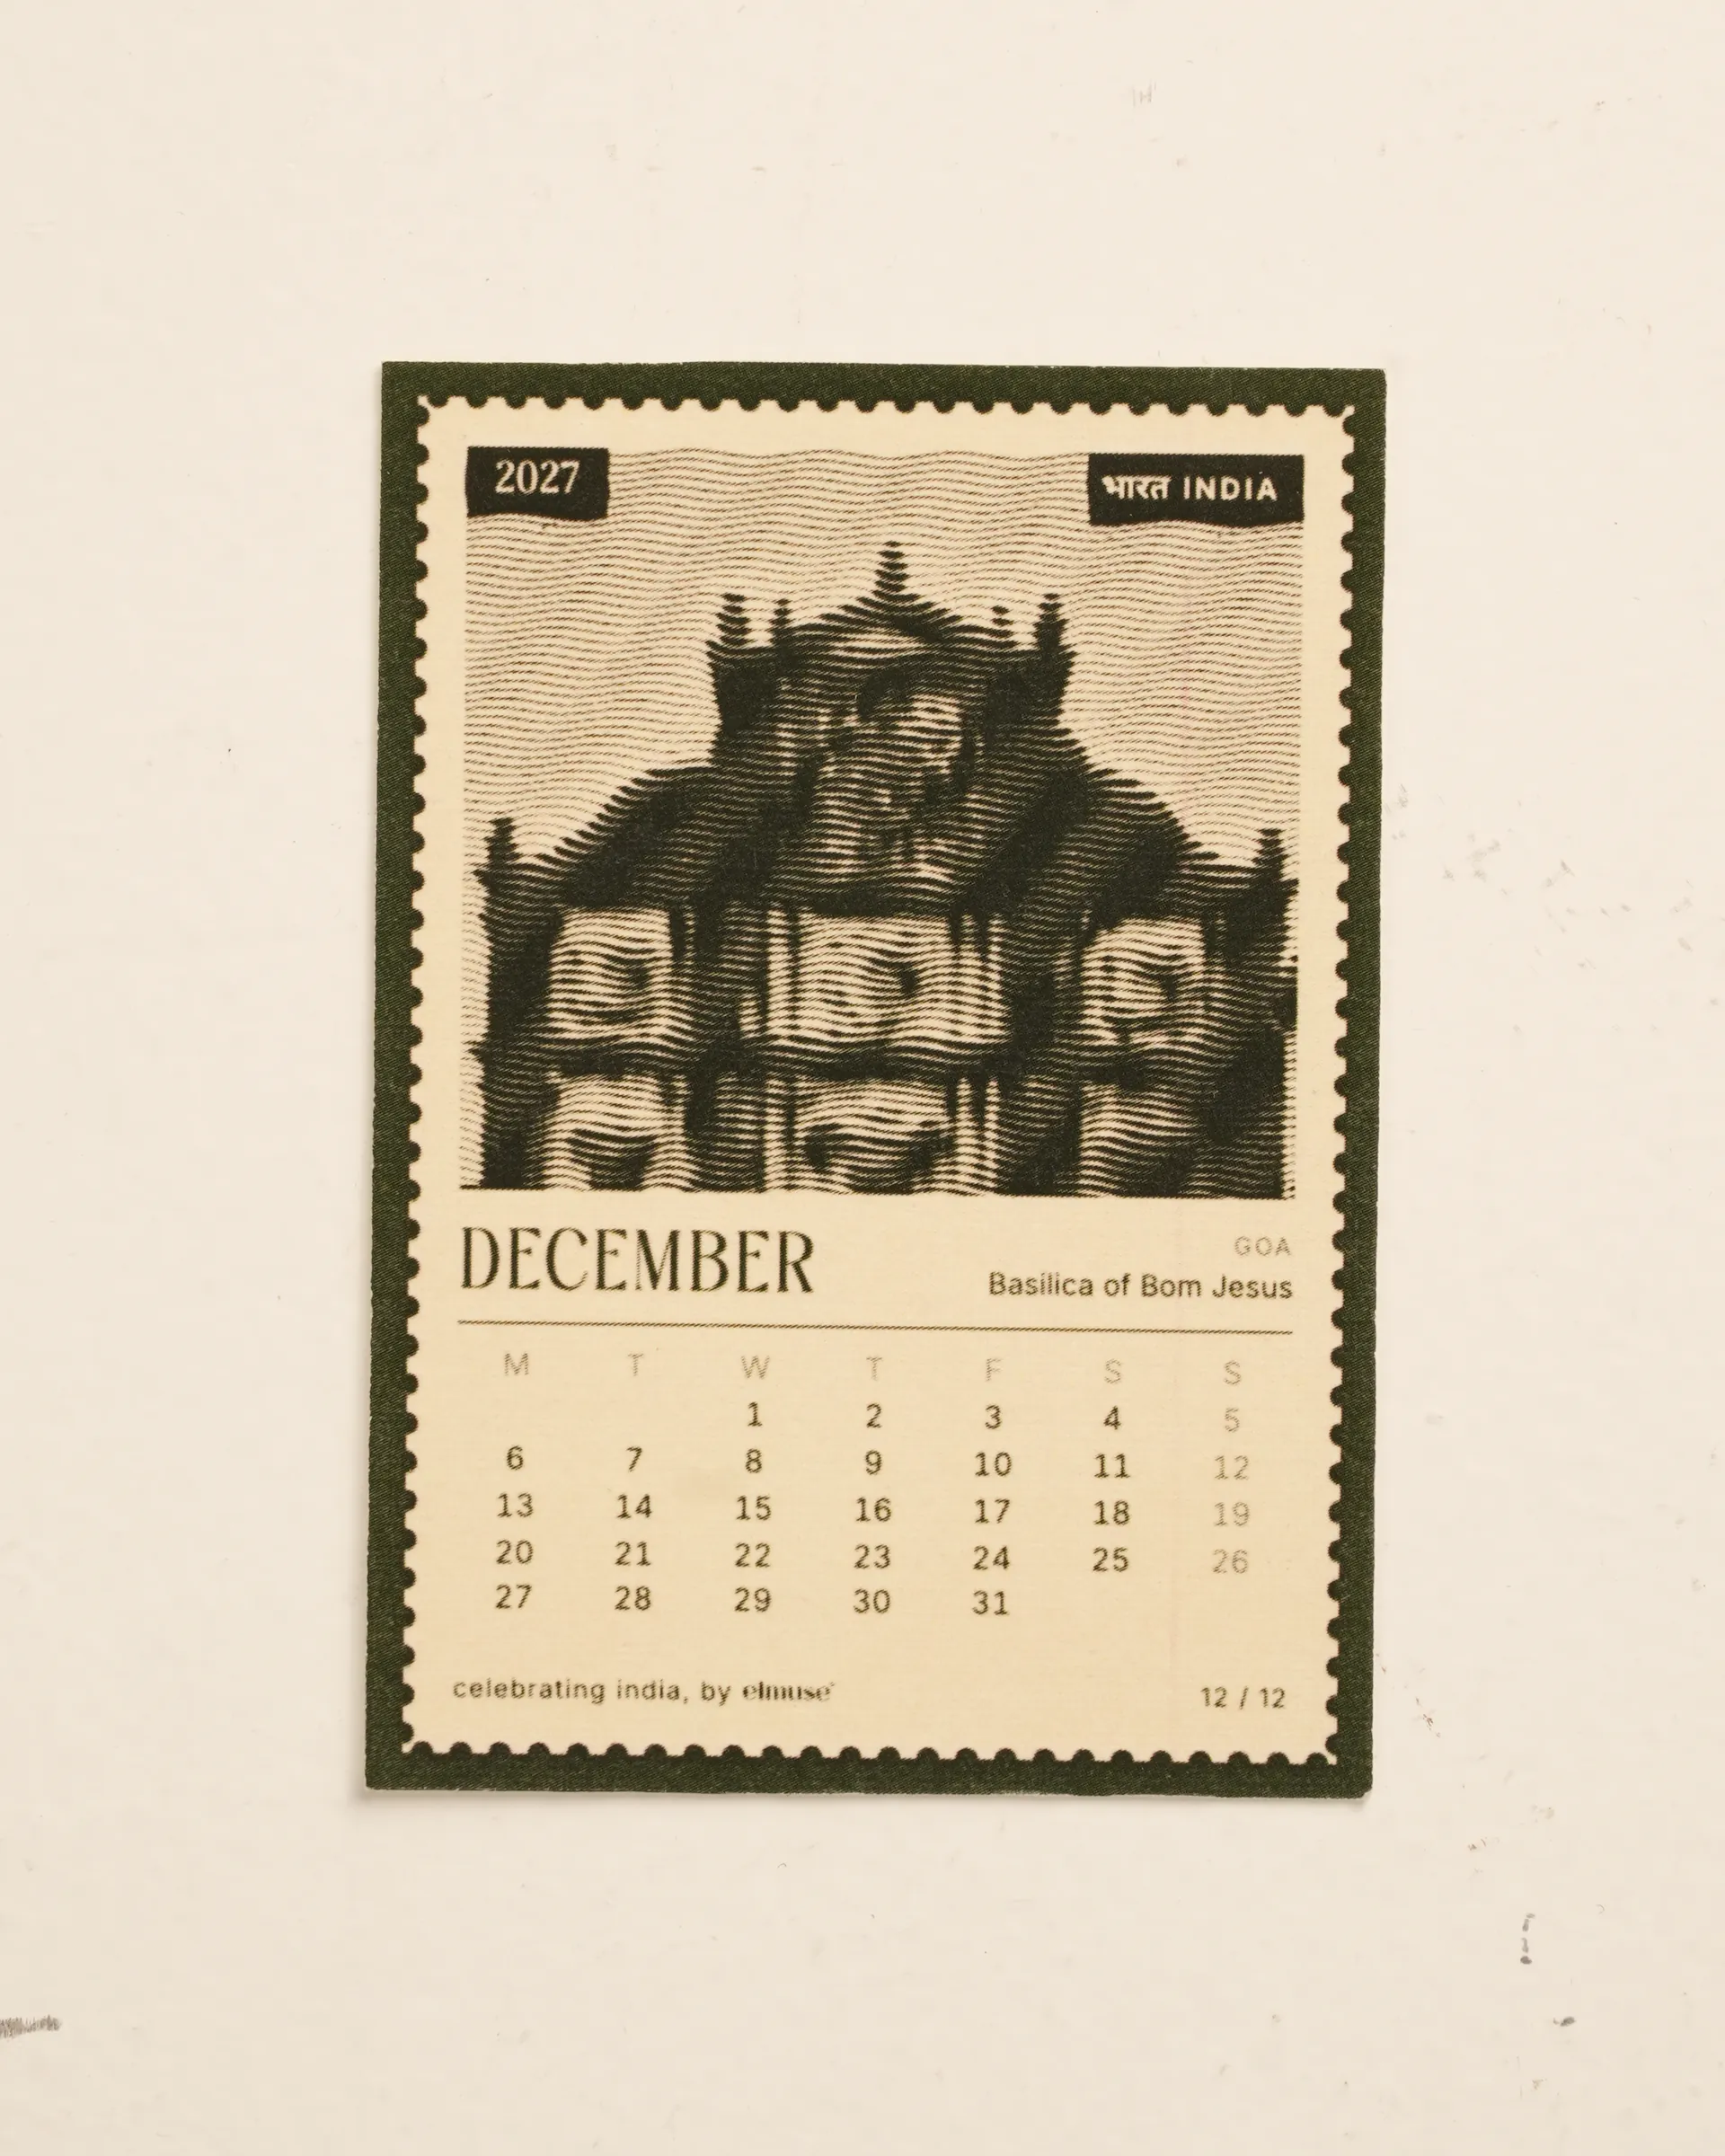 2027
भारत INDIA
DECEMBER
GOA
Basilica of Bom Jesus
M T W T F S S
1 2 3 4 5
6 7 8 9 10 11 12
13 14 15 16 17 18 19
20 21 22 23 24 25 26
27 28 29 30 31
celebrating india, by elmuse
12 / 12